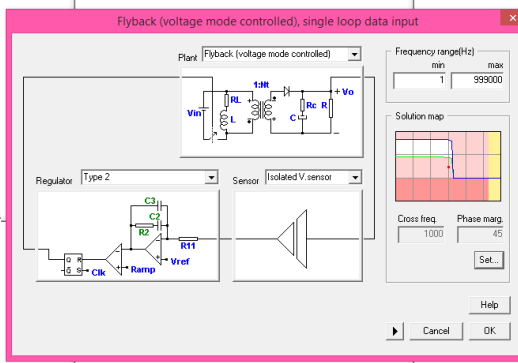 Flyback (voltage mode controlled), single loop data input
×
Plant
Flyback (voltage mode controlled)
1:Nt
Vin
RL
L
Rc
C
R
+ Vo
Regulator
Type 2
C3
C2
R2
R11
Vref
Ramp
Clk
Q R
Q̅ S
Sensor
Isolated V.sensor
Frequency range(Hz)
min max
1 999000
Solution map
Cross freq. Phase marg.
1000 45
Set...
Help
Cancel OK